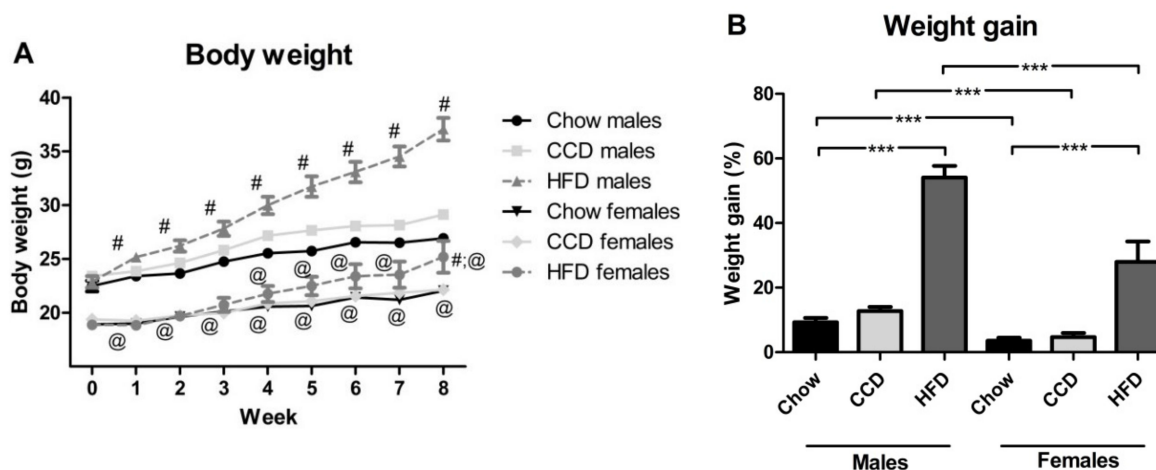 A
Body weight
Body weight (g)
40
35
30
25
20
0 1 2 3 4 5 6 7 8
Week
# # # # # # # #
@ @ @ @ #;@
@ @ @ @ @ @ @ @
Chow males
CCD males
HFD males
Chow females
CCD females
HFD females
B
Weight gain
Weight gain (%)
80
60
40
20
0
***
***
***
*** ***
Chow CCD HFD Chow CCD HFD
Males Females